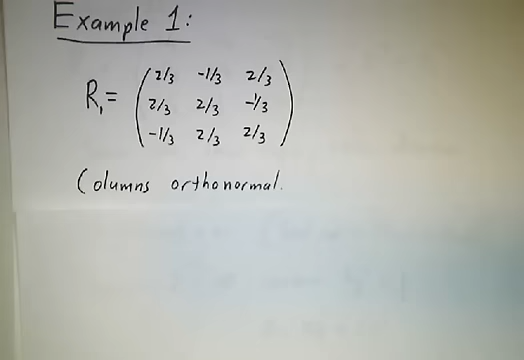 Example 1:
R₁ = ( 2/3 -1/3 2/3
2/3 2/3 -1/3
-1/3 2/3 2/3 )
Columns orthonormal.